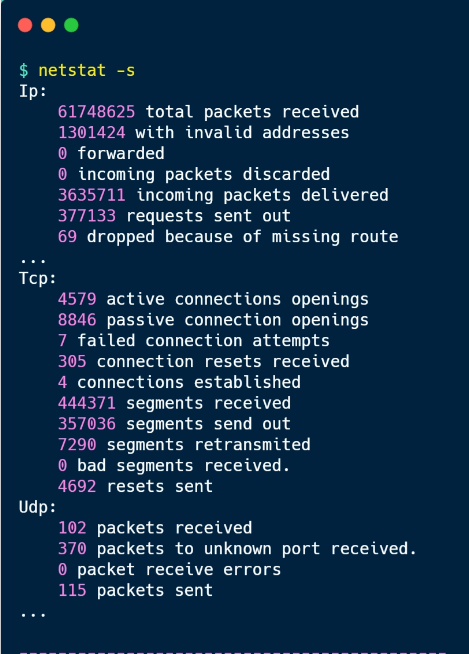 $ netstat -s
Ip:
61748625 total packets received
1301424 with invalid addresses
0 forwarded
0 incoming packets discarded
3635711 incoming packets delivered
377133 requests sent out
69 dropped because of missing route
...
Tcp:
4579 active connections openings
8846 passive connection openings
7 failed connection attempts
305 connection resets received
4 connections established
444371 segments received
357036 segments send out
7290 segments retransmited
0 bad segments received.
4692 resets sent
Udp:
102 packets received
370 packets to unknown port received.
0 packet receive errors
115 packets sent
...